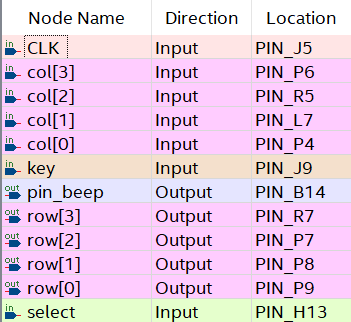 Node Name Direction Location
in CLK Input PIN_J5
in col[3] Input PIN_P6
in col[2] Input PIN_R5
in col[1] Input PIN_L7
in col[0] Input PIN_P4
in key Input PIN_J9
out pin_beep Output PIN_B14
out row[3] Output PIN_R7
out row[2] Output PIN_P7
out row[1] Output PIN_P8
out row[0] Output PIN_P9
in select Input PIN_H13